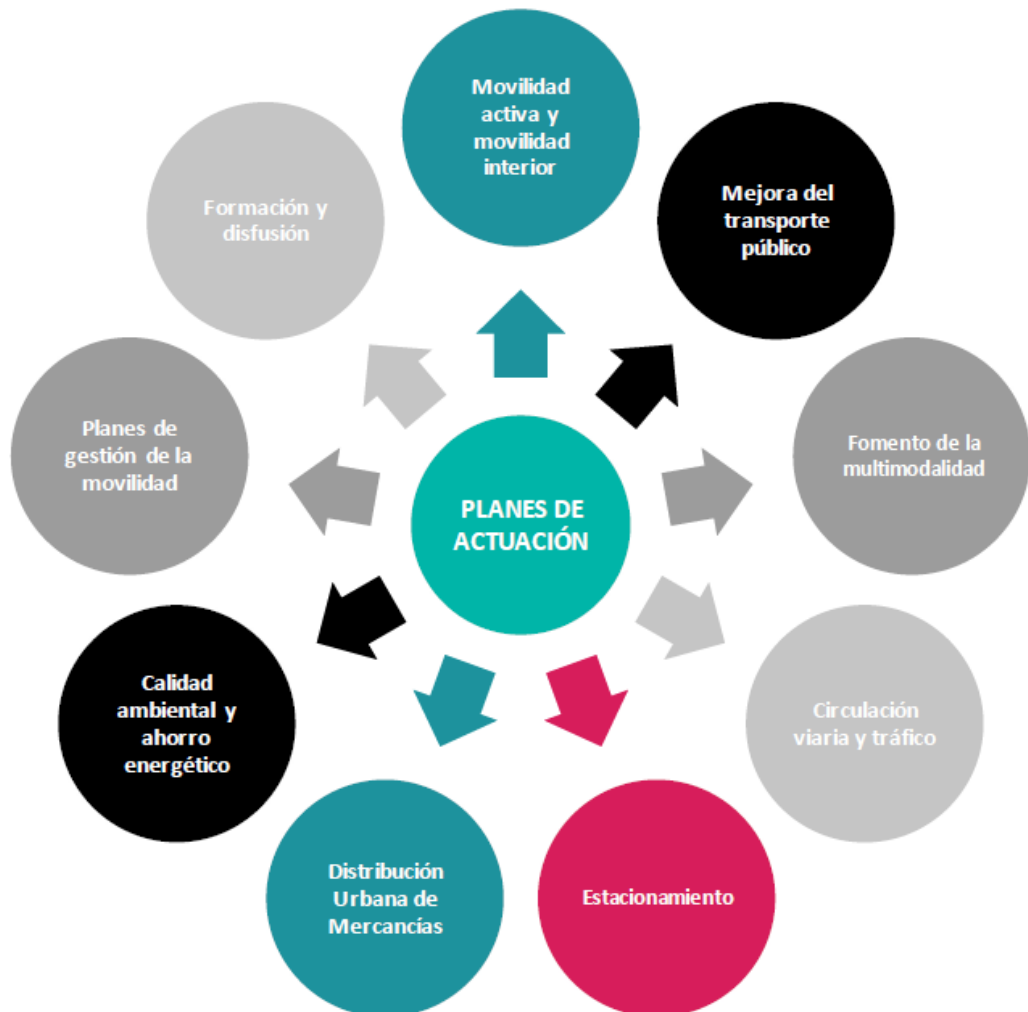 Movilidad
activa y
movilidad
interior
Mejora del
transporte
público
Fomento de la
multimodalidad
Circulación
viaria y tráfico
Estacionamiento
Distribución
Urbana de
Mercancías
Calidad
ambiental y
ahorro
energético
Planes de
gestión de la
movilidad
Formación y
disfusión
PLANES DE
ACTUACIÓN